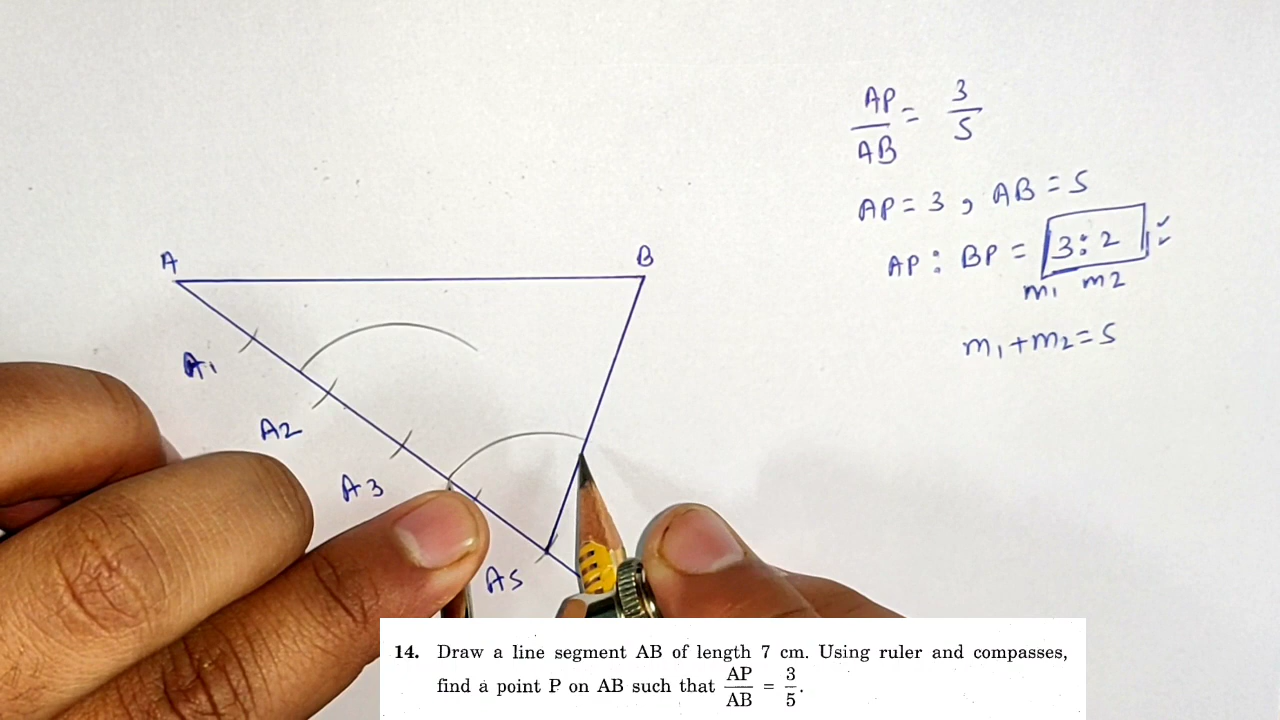 AP/AB = 3/5
AP = 3, AB = 5
AP : BP = 3 : 2
m1 m2
m1 + m2 = 5
A B
A1
A2
A3
A5
14. Draw a line segment AB of length 7 cm. Using ruler and compasses,
find a point P on AB such that AP/AB = 3/5.